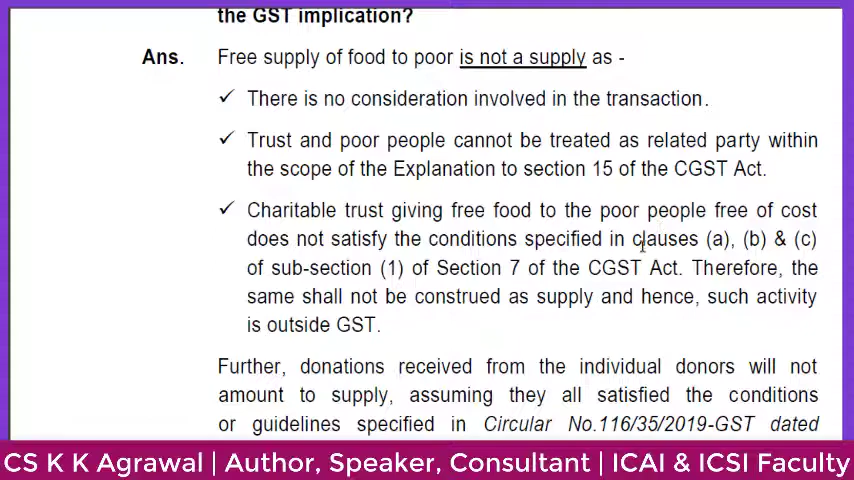 the GST implication?
Ans. Free supply of food to poor is not a supply as -
✓ There is no consideration involved in the transaction.
✓ Trust and poor people cannot be treated as related party within
the scope of the Explanation to section 15 of the CGST Act.
✓ Charitable trust giving free food to the poor people free of cost
does not satisfy the conditions specified in clauses (a), (b) & (c)
of sub-section (1) of Section 7 of the CGST Act. Therefore, the
same shall not be construed as supply and hence, such activity
is outside GST.
Further, donations received from the individual donors will not
amount to supply, assuming they all satisfied the conditions
or guidelines specified in Circular No.116/35/2019-GST dated
CS K K Agrawal | Author, Speaker, Consultant | ICAI & ICSI Faculty